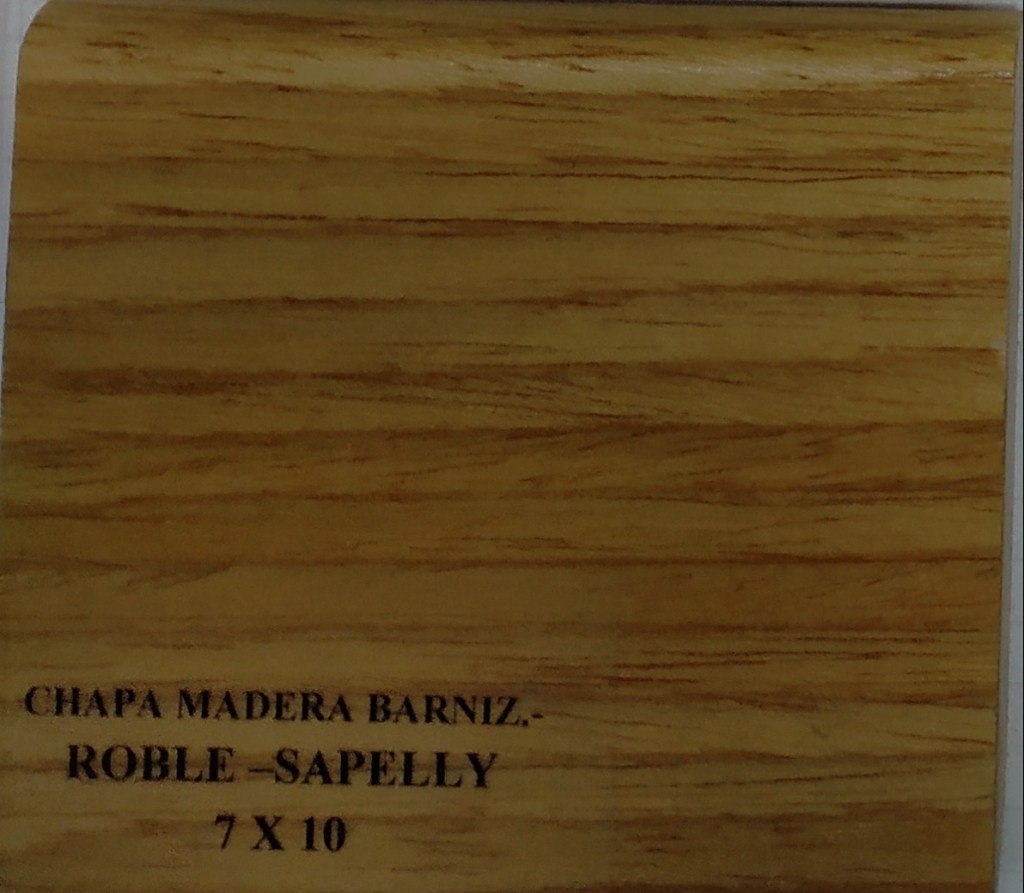 CHAPA MADERA BARNIZ.-
ROBLE –SAPELLY
7 X 10